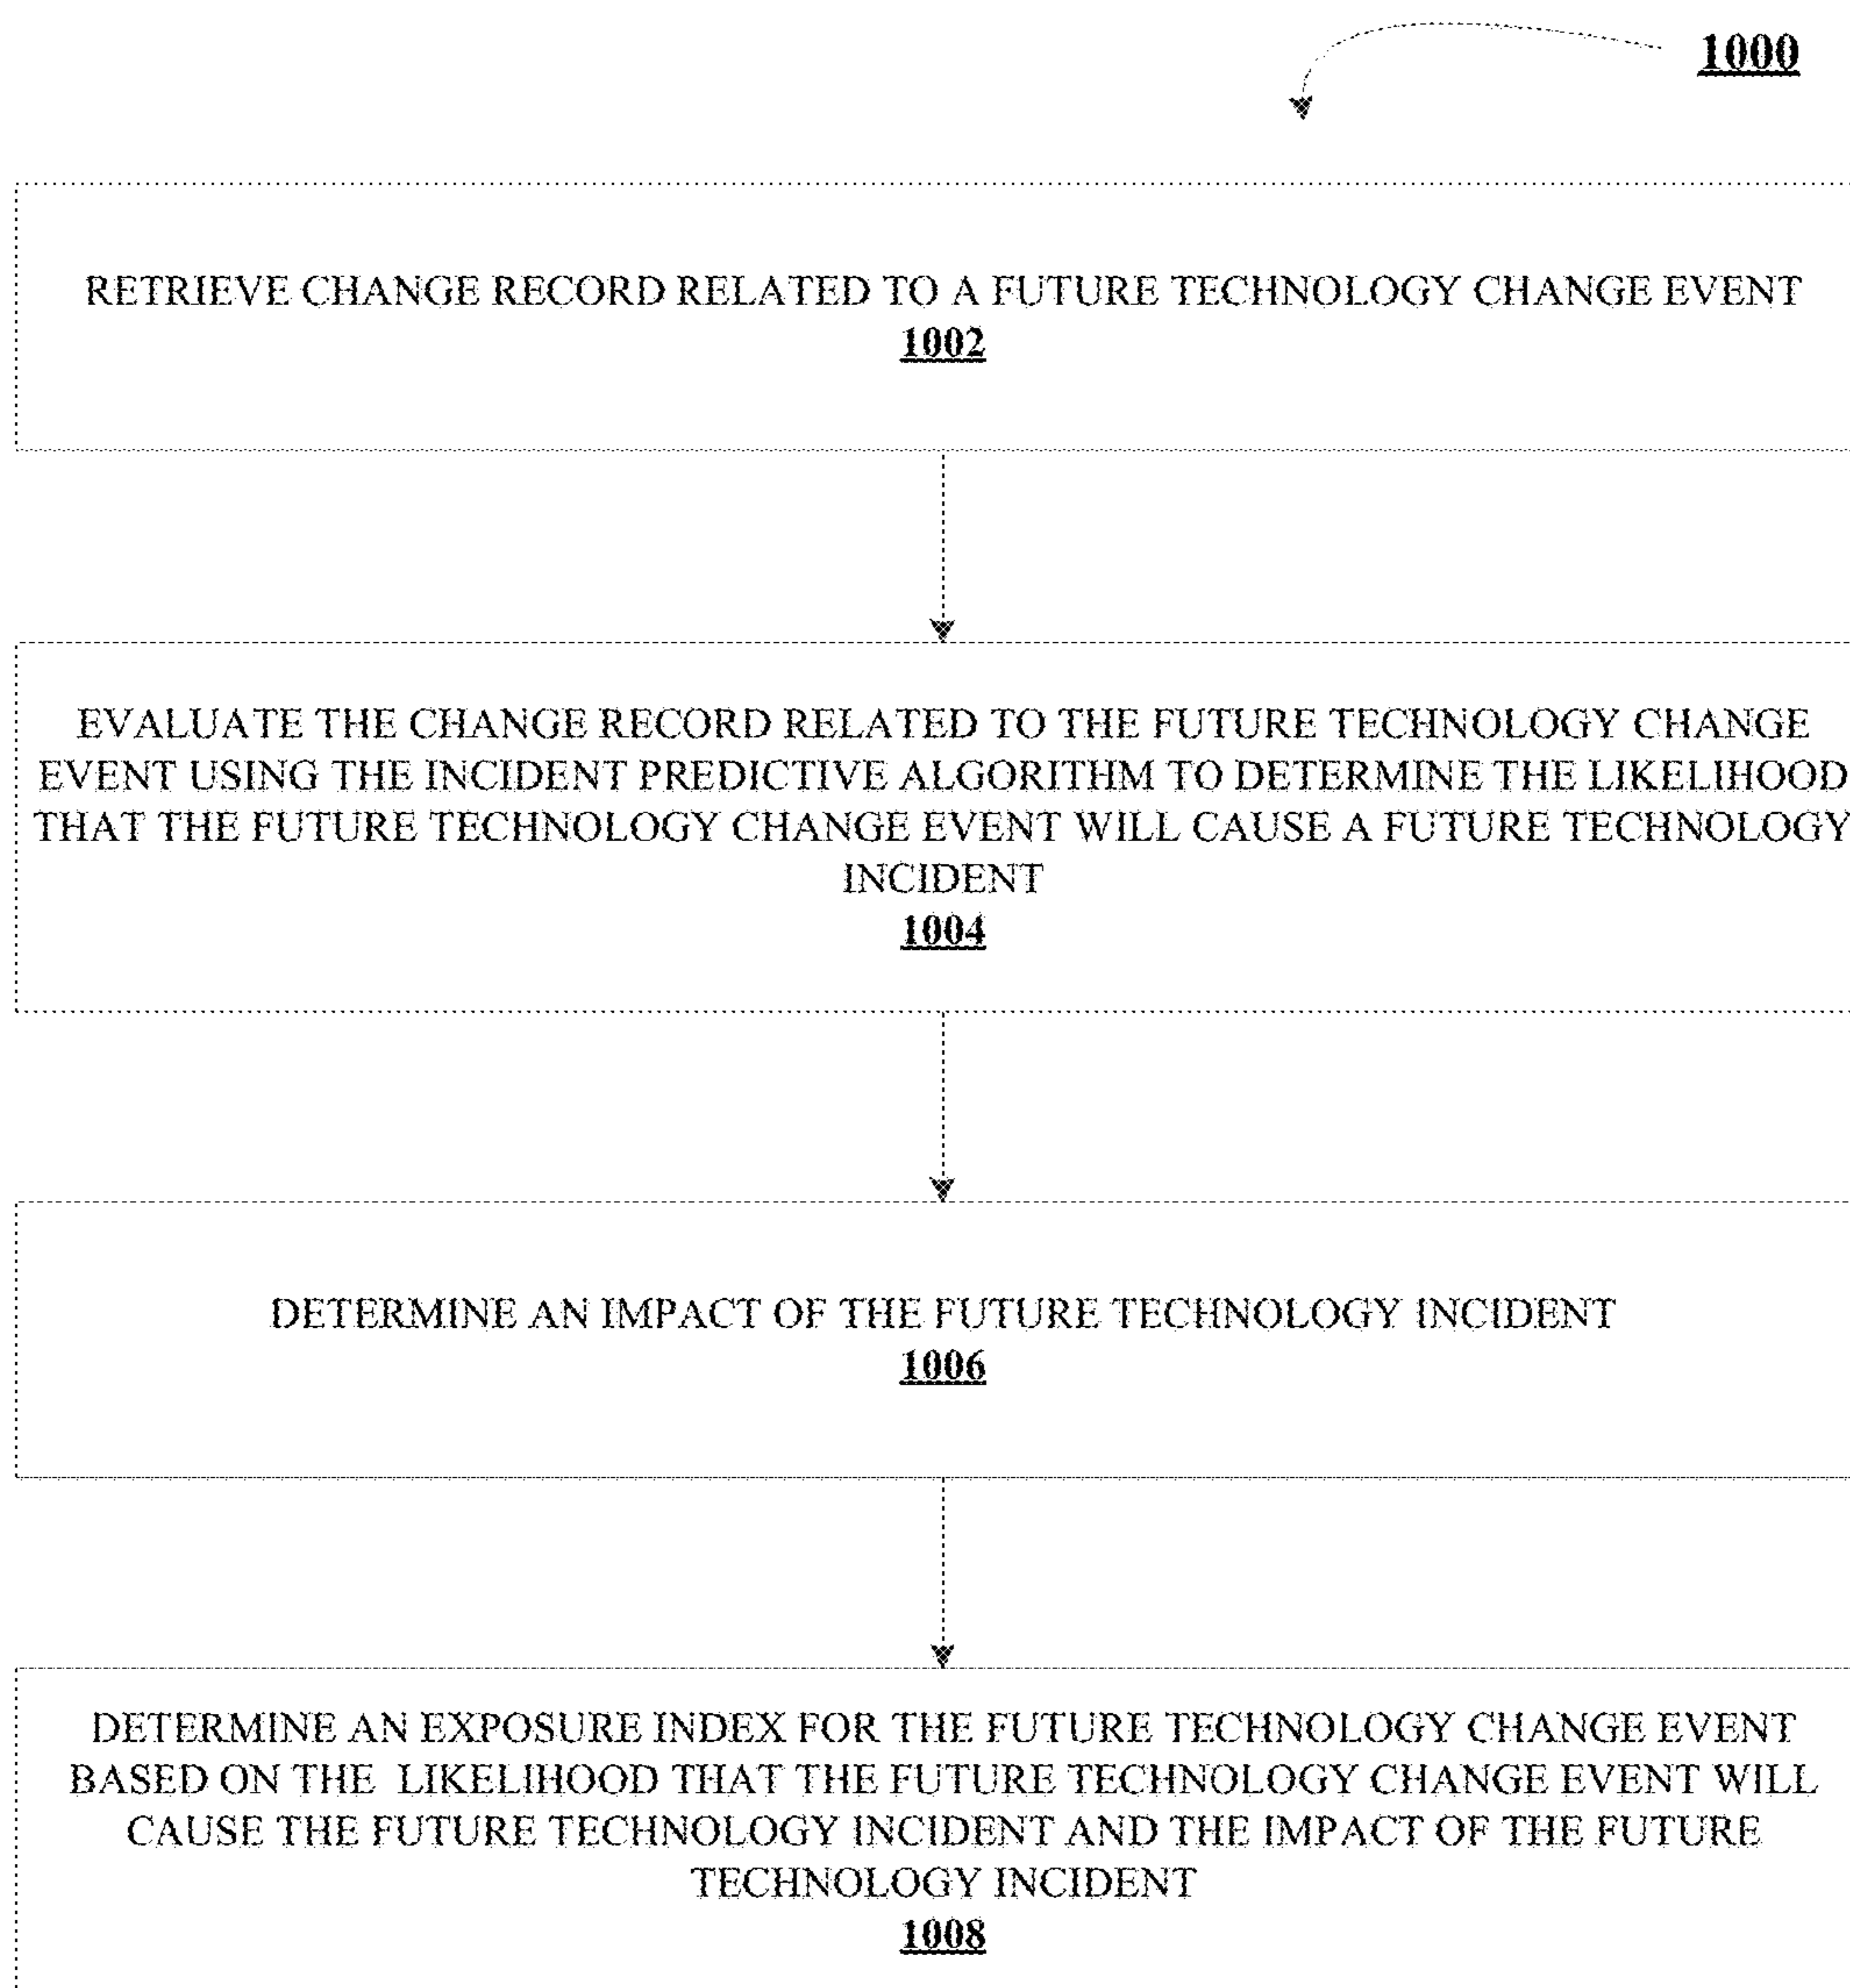 1000
RETRIEVE CHANGE RECORD RELATED TO A FUTURE TECHNOLOGY CHANGE EVENT
1002
EVALUATE THE CHANGE RECORD RELATED TO THE FUTURE TECHNOLOGY CHANGE
EVENT USING THE INCIDENT PREDICTIVE ALGORITHM TO DETERMINE THE LIKELIHOOD
THAT THE FUTURE TECHNOLOGY CHANGE EVENT WILL CAUSE A FUTURE TECHNOLOGY
INCIDENT
1004
DETERMINE AN IMPACT OF THE FUTURE TECHNOLOGY INCIDENT
1006
DETERMINE AN EXPOSURE INDEX FOR THE FUTURE TECHNOLOGY CHANGE EVENT
BASED ON THE LIKELIHOOD THAT THE FUTURE TECHNOLOGY CHANGE EVENT WILL
CAUSE THE FUTURE TECHNOLOGY INCIDENT AND THE IMPACT OF THE FUTURE
TECHNOLOGY INCIDENT
1008